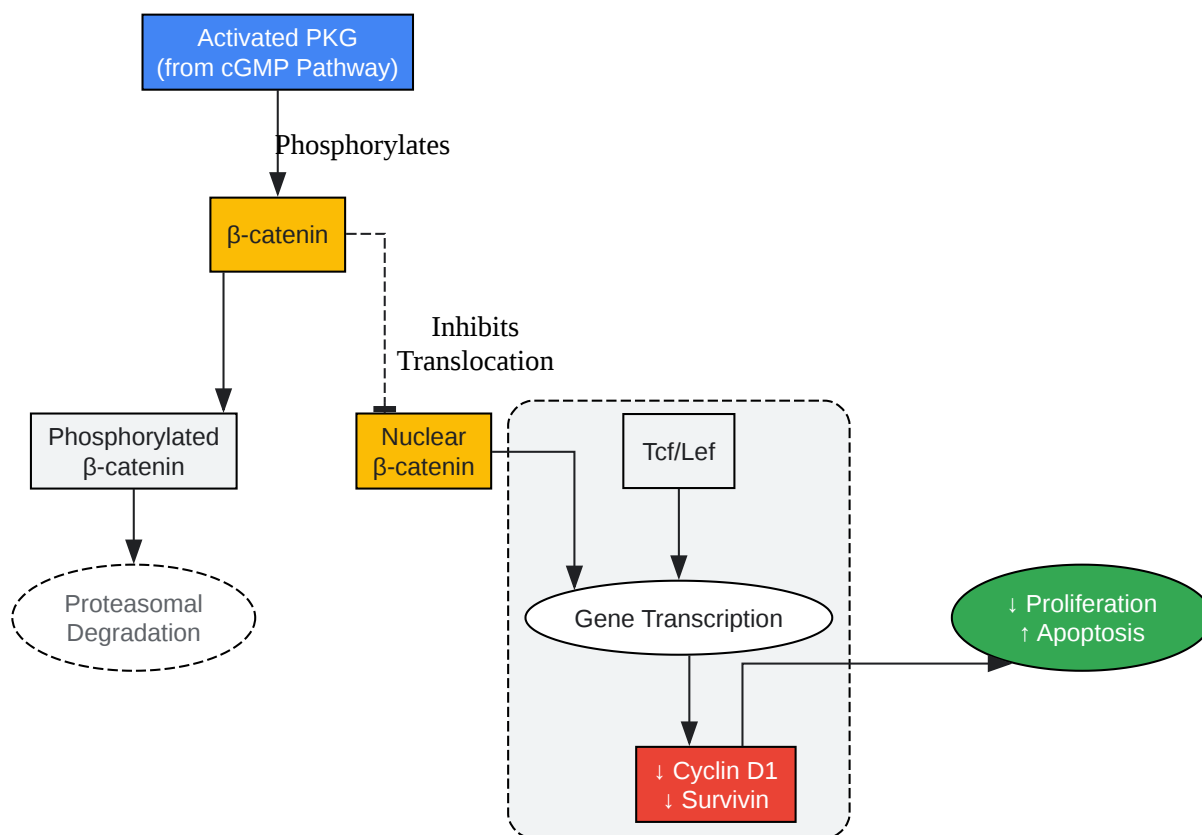 Activated PKG
(from cGMP Pathway)
Phosphorylates
β-catenin
Inhibits
Translocation
Phosphorylated
β-catenin
Nuclear
β-catenin
Tcf/Lef
Proteasomal
Degradation
Gene Transcription
↓ Proliferation
↑ Apoptosis
↓ Cyclin D1
↓ Survivin